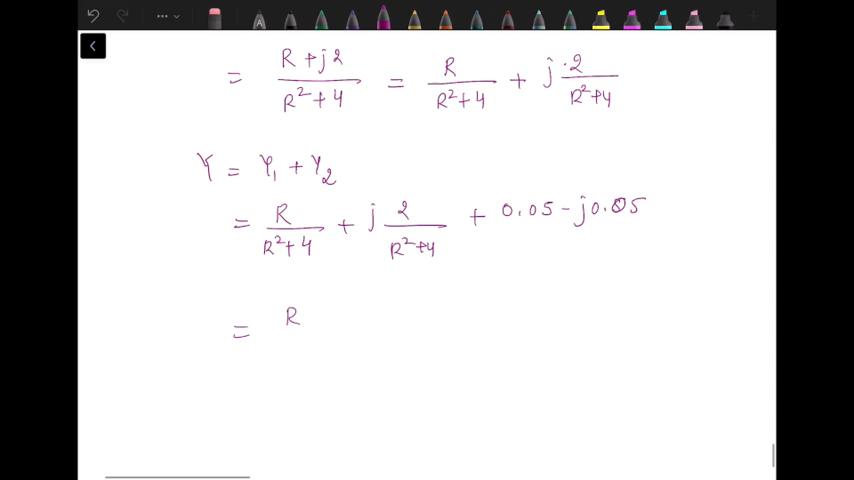 = R + j2 / R² + 4 = R / R² + 4 + j · 2 / R² + 4
Y = Y₁ + Y₂
= R / R² + 4 + j 2 / R² + 4 + 0.05 - j0.05
= R